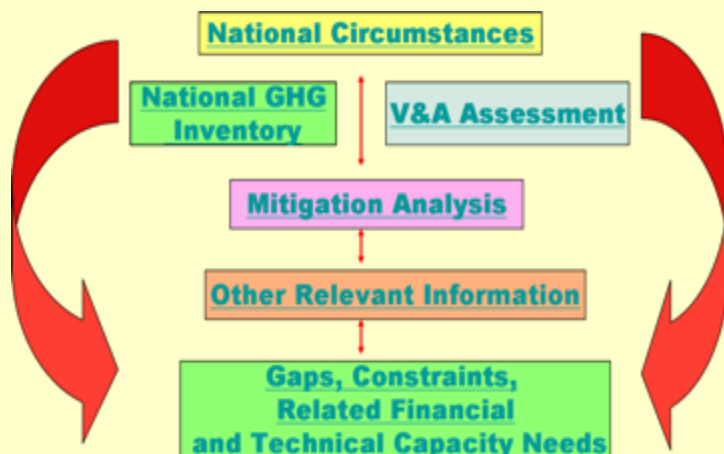 National Circumstances
National GHG
Inventory
V&A Assessment
Mitigation Analysis
Other Relevant Information
Gaps, Constraints,
Related Financial
and Technical Capacity Needs